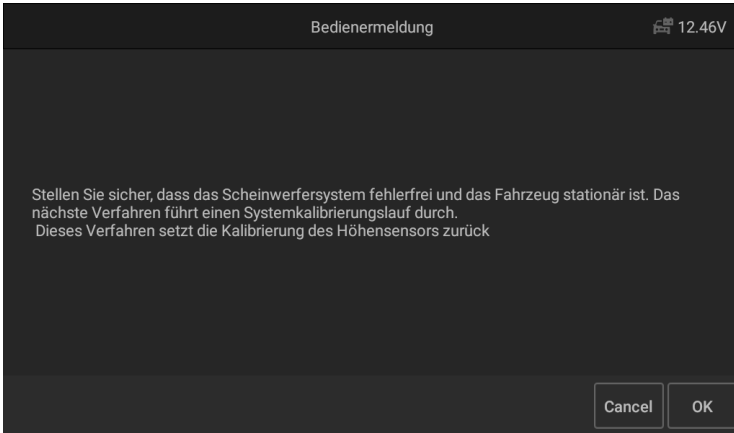 Bedienermeldung
12.46V
Stellen Sie sicher, dass das Scheinwerfersystem fehlerfrei und das Fahrzeug stationär ist. Das
nächste Verfahren führt einen Systemkalibrierungslauf durch.
Dieses Verfahren setzt die Kalibrierung des Höhensensors zurück
Cancel
OK